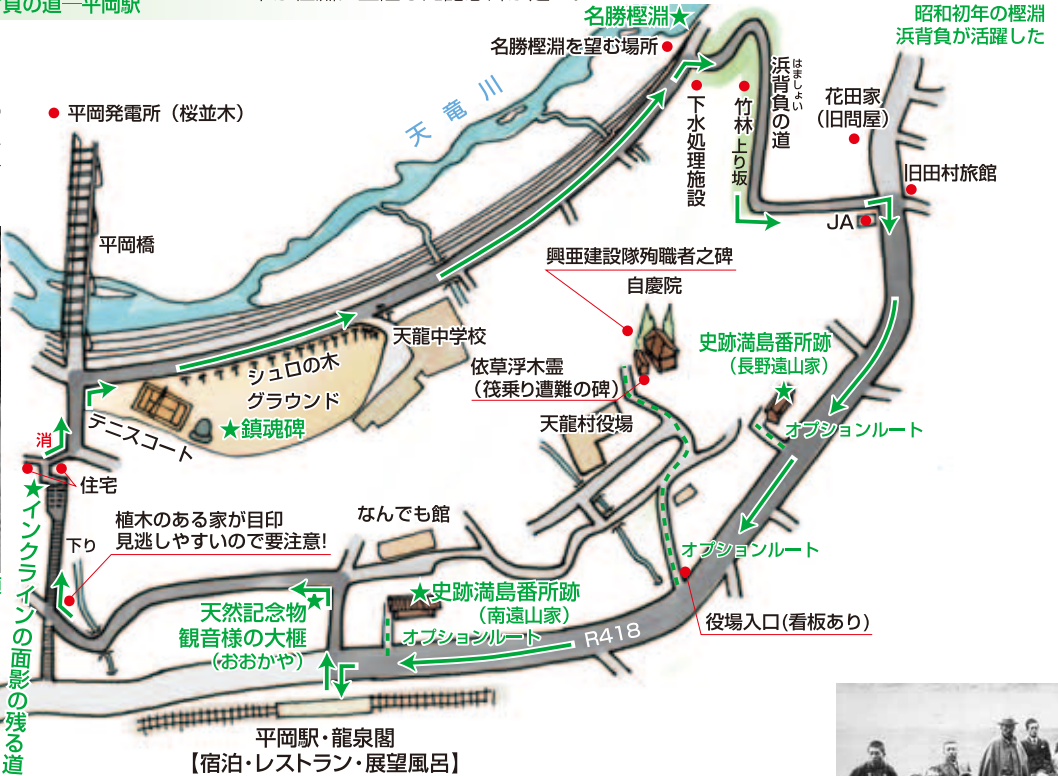 負の道─平岡駅
名勝樫淵★
名勝樫淵を望む場所
昭和初年の樫淵
浜背負が活躍した
平岡発電所（桜並木）
天竜川
浜背負の道
はましょい
花田家
（旧問屋）
竹林 上り坂
下水処理施設
旧田村旅館
JA
平岡橋
興亜建設隊殉職者之碑
自慶院
天龍中学校
シュロの木
グラウンド
依草浮木霊
（筏乗り遭難の碑）
史跡満島番所跡
（長野遠山家）
★
テニスコート
★鎮魂碑
天龍村役場
オプションルート
消
住宅
★インクラインの面影の残る道
植木のある家が目印
見逃しやすいので要注意!
下り
なんでも館
オプションルート
天然記念物★
観音様の大榧
（おおかや）
★史跡満島番所跡
（南遠山家）
オプションルート
R418
役場入口(看板あり)
平岡駅・龍泉閣
【宿泊・レストラン・展望風呂】